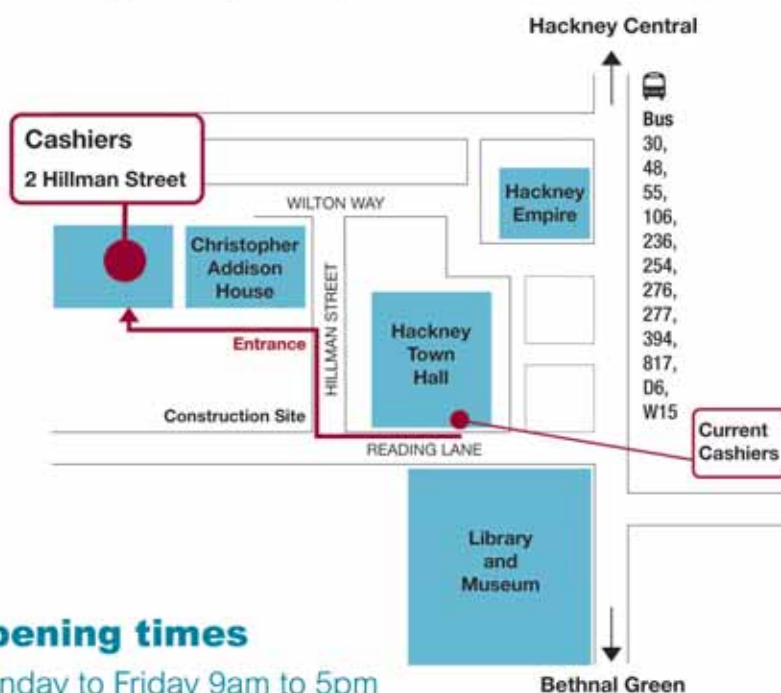 Hackney Central
Bus
30,
48,
55,
106,
236,
254,
276,
277,
394,
817,
D6,
W15
Cashiers
2 Hillman Street
WILTON WAY
Hackney
Empire
Christopher
Addison
House
HILLMAN STREET
Hackney
Town
Hall
Entrance
Construction Site
READING LANE
Current
Cashiers
Library
and
Museum
pening times
nday to Friday 9am to 5pm
Bethnal Green